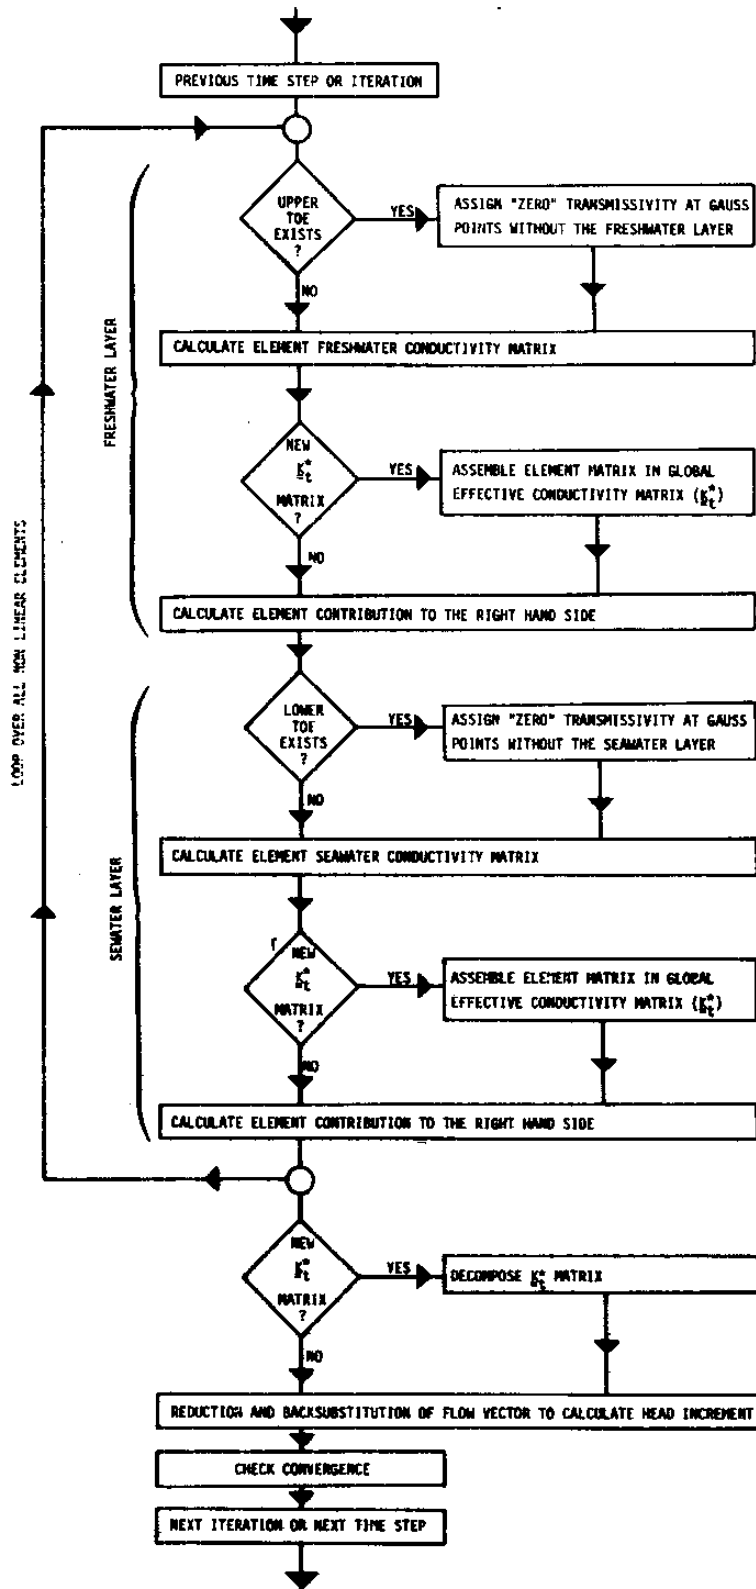 PREVIOUS TIME STEP OR ITERATION
UPPER
TOE
EXISTS
?
YES
ASSIGN "ZERO" TRANSMISSIVITY AT GAUSS
POINTS WITHOUT THE FRESHWATER LAYER
NO
CALCULATE ELEMENT FRESHWATER CONDUCTIVITY MATRIX
FRESHWATER LAYER
NEW
K*t
MATRIX
?
YES
ASSEMBLE ELEMENT MATRIX IN GLOBAL
EFFECTIVE CONDUCTIVITY MATRIX (K*t)
NO
CALCULATE ELEMENT CONTRIBUTION TO THE RIGHT HAND SIDE
LOOP OVER ALL NON LINEAR ELEMENTS
LOWER
TOE
EXISTS
?
YES
ASSIGN "ZERO" TRANSMISSIVITY AT GAUSS
POINTS WITHOUT THE SEAWATER LAYER
NO
CALCULATE ELEMENT SEAWATER CONDUCTIVITY MATRIX
SEWATER LAYER
NEW
K*t
MATRIX
?
YES
ASSEMBLE ELEMENT MATRIX IN GLOBAL
EFFECTIVE CONDUCTIVITY MATRIX (K*t)
NO
CALCULATE ELEMENT CONTRIBUTION TO THE RIGHT HAND SIDE
NEW
K*t
MATRIX
?
YES
DECOMPOSE K*t MATRIX
NO
REDUCTION AND BACKSUBSTITUTION OF FLOW VECTOR TO CALCULATE HEAD INCREMENT
CHECK CONVERGENCE
NEXT ITERATION OR NEXT TIME STEP